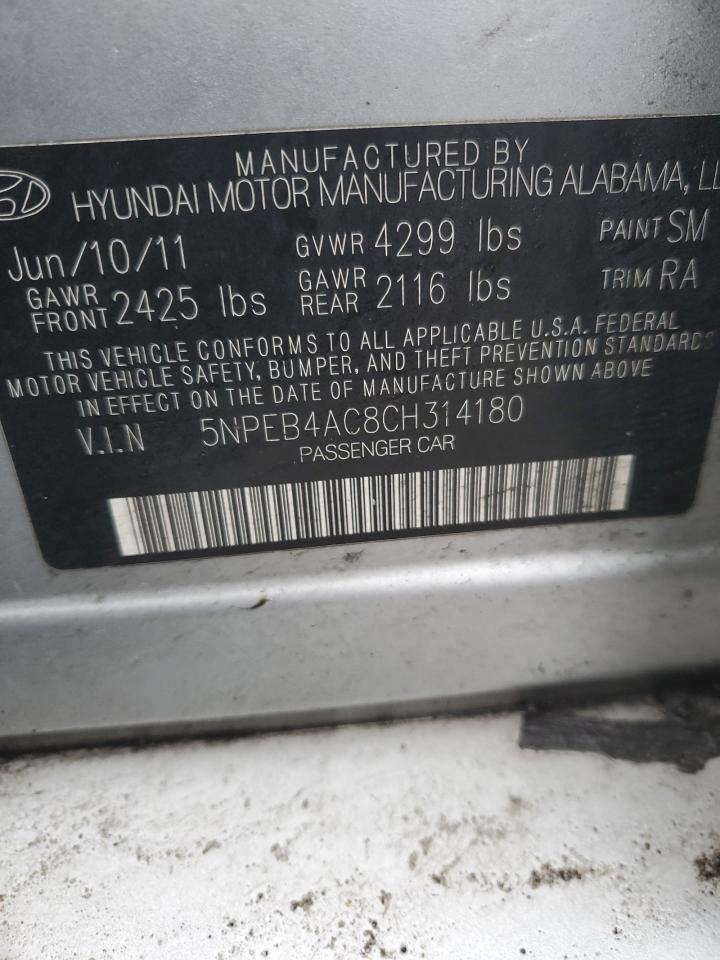 MANUFACTURED BY
HYUNDAI MOTOR MANUFACTURING ALABAMA, LL
Jun/10/11 GVWR 4299 lbs PAINT SM
GAWR FRONT 2425 lbs GAWR REAR 2116 lbs TRIM RA
THIS VEHICLE CONFORMS TO ALL APPLICABLE U.S.A. FEDERAL
MOTOR VEHICLE SAFETY, BUMPER, AND THEFT PREVENTION STANDARDS
IN EFFECT ON THE DATE OF MANUFACTURE SHOWN ABOVE
V.I.N 5NPEB4AC8CH314180
PASSENGER CAR